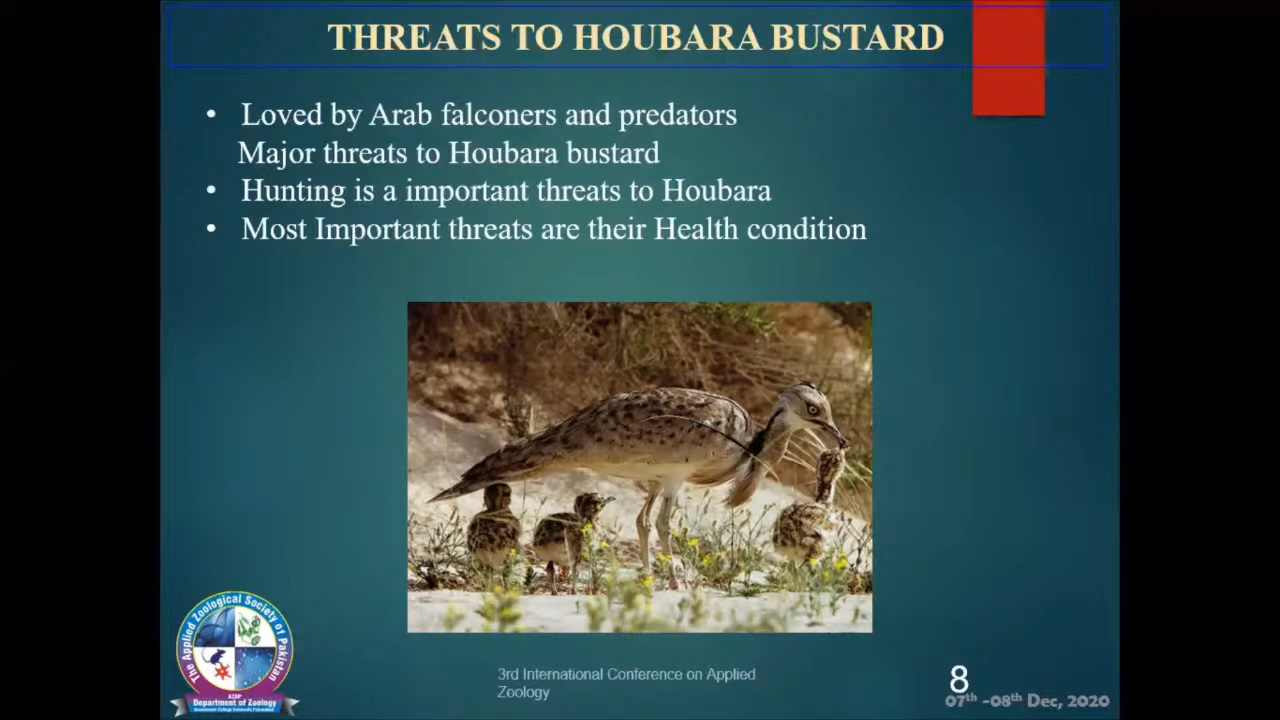 THREATS TO HOUBARA BUSTARD
• Loved by Arab falconers and predators
Major threats to Houbara bustard
• Hunting is a important threats to Houbara
• Most Important threats are their Health condition
The Applied Zoological Society of Pakistan
AZSP
Department of Zoology
3rd International Conference on Applied
Zoology
8
07th -08th Dec, 2020